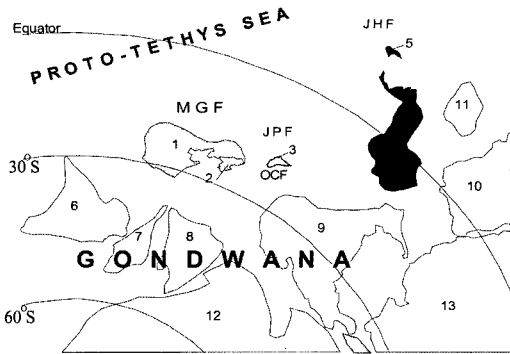 JHF
Equator
5
PROTO-TETHYS SEA
MGF
11
JPF
1
3
30°S
2
OCF
10
6
7
8
9
GONDWANA
60°S
12
13